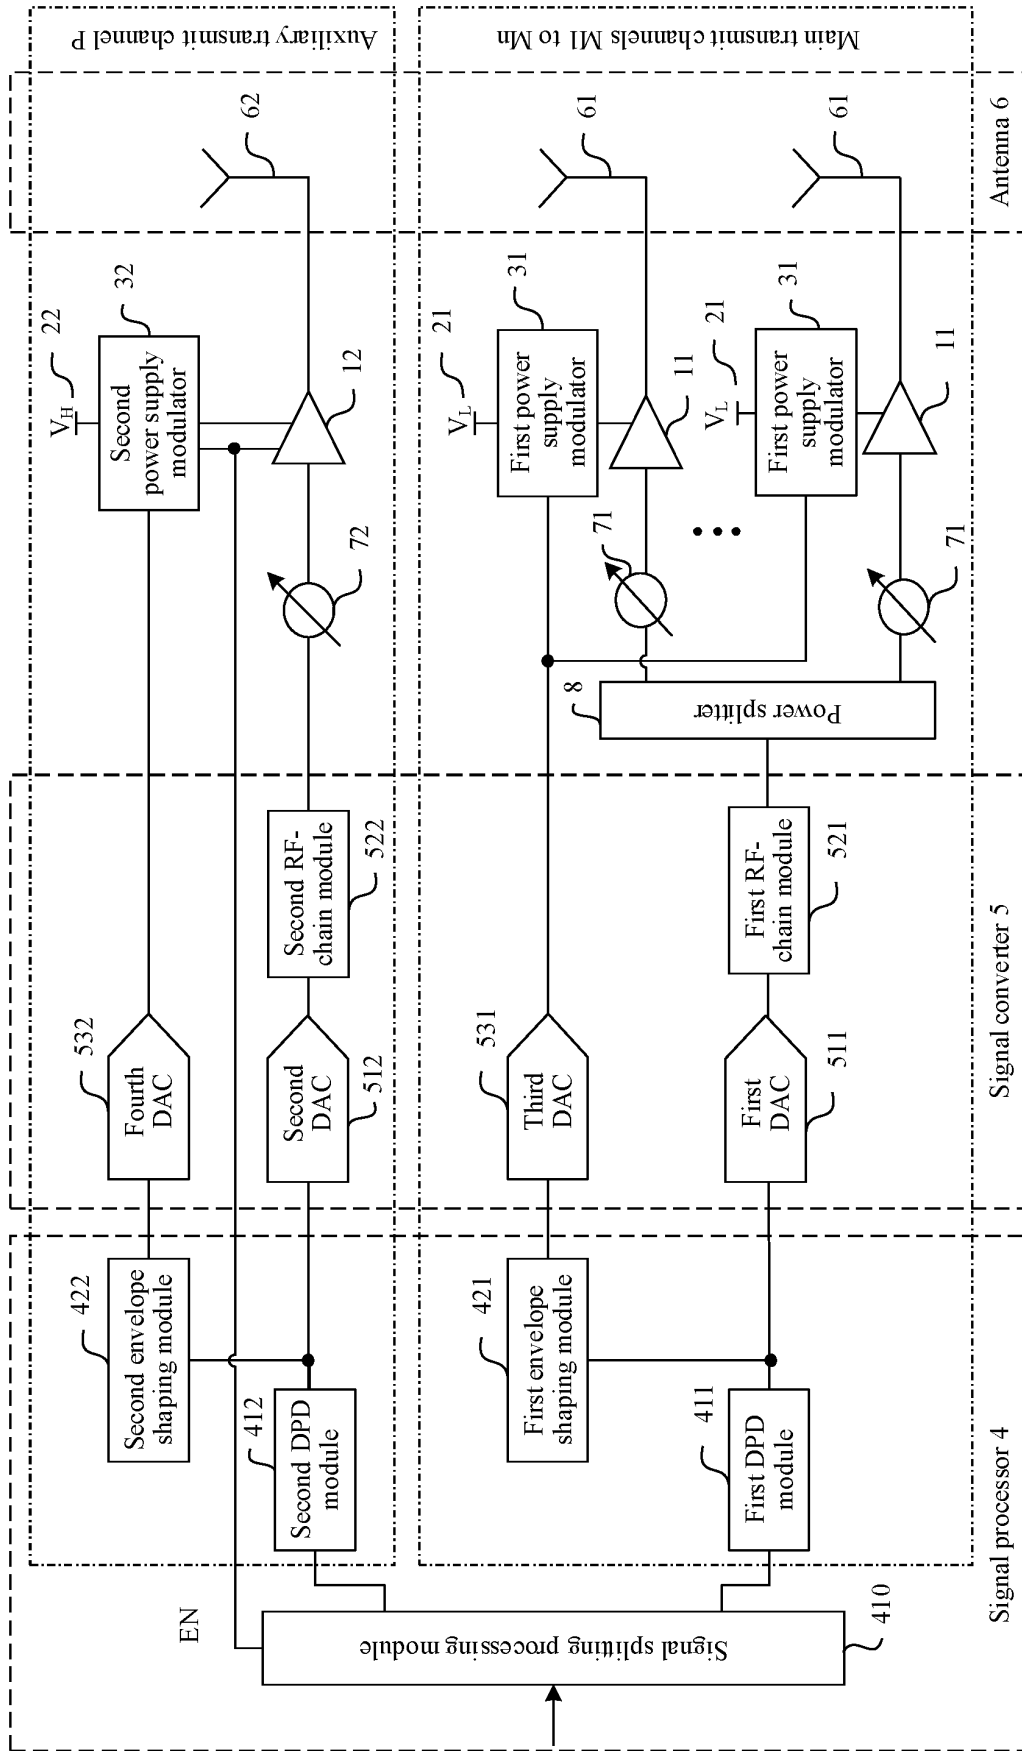 Auxiliary transmit channel P
Main transmit channels M1 to Mn
62
61
61
Antenna 6
VH
22
32
Second
power supply
modulator
12
72
VL
21
31
First power
supply
modulator
11
71
VL
21
31
First power
supply
modulator
11
71
8
Power splitter
532
Fourth
DAC
Second
DAC
512
Second RF-
chain module
522
531
Third
DAC
First
DAC
511
First RF-
chain module
521
Signal converter 5
422
Second envelope
shaping module
412
Second DPD
module
421
First envelope
shaping module
411
First DPD
module
EN
Signal splitting processing module
410
Signal processor 4